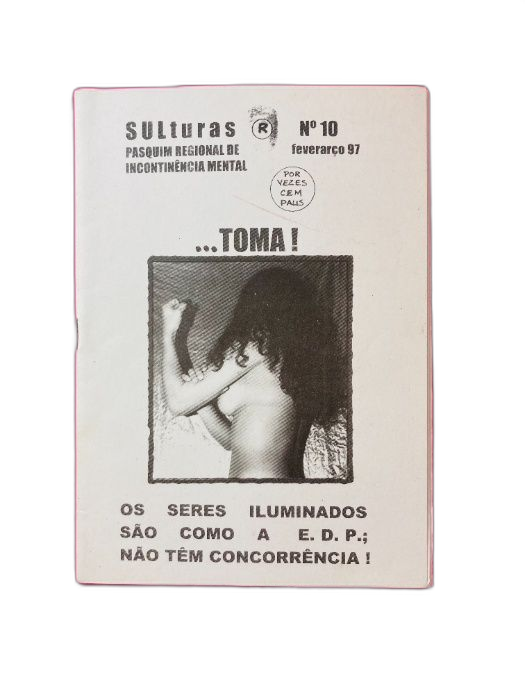 SULturas ® Nº 10
PASQUIM REGIONAL DE feverarço 97
INCONTINÊNCIA MENTAL
POR
VEZES
CEM
PAUS
...TOMA !
OS SERES ILUMINADOS
SÃO COMO A E. D. P.;
NÃO TÊM CONCORRÊNCIA !